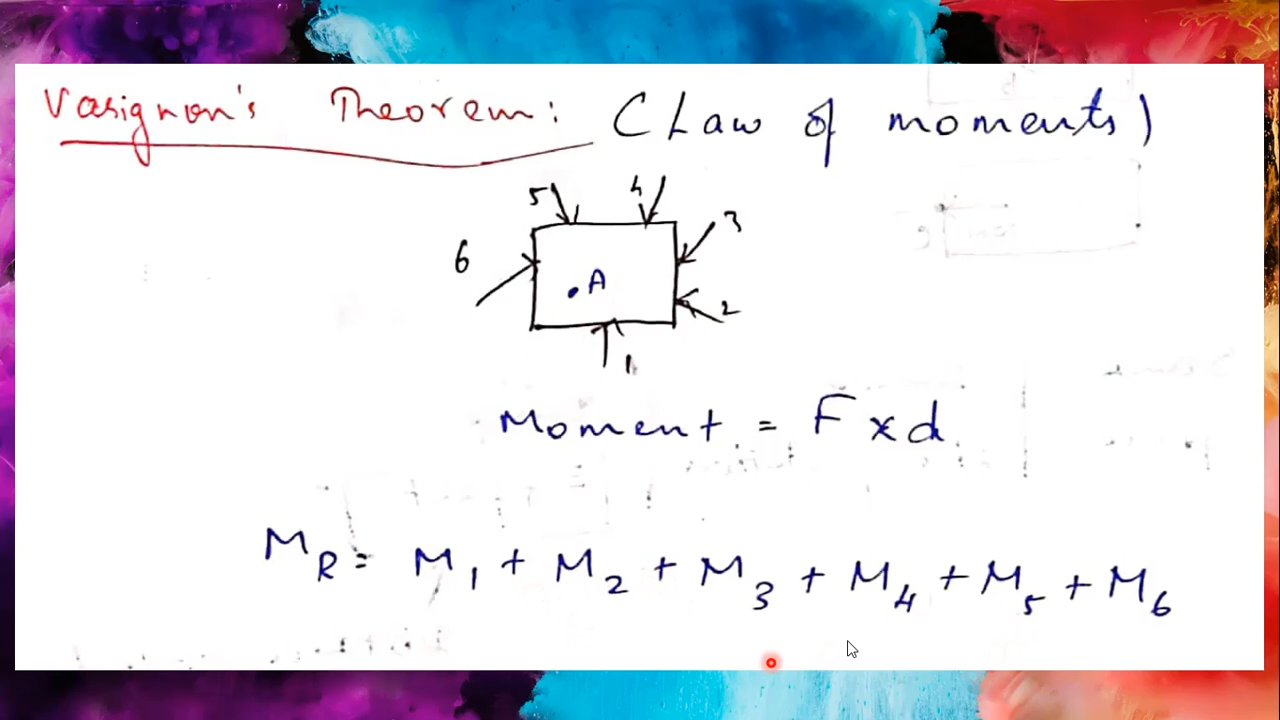 Varignon's Theorem: (Law of moments)
5 4
3
6
A
2
1
Moment = F x d
MR = M1 + M2 + M3 + M4 + M5 + M6